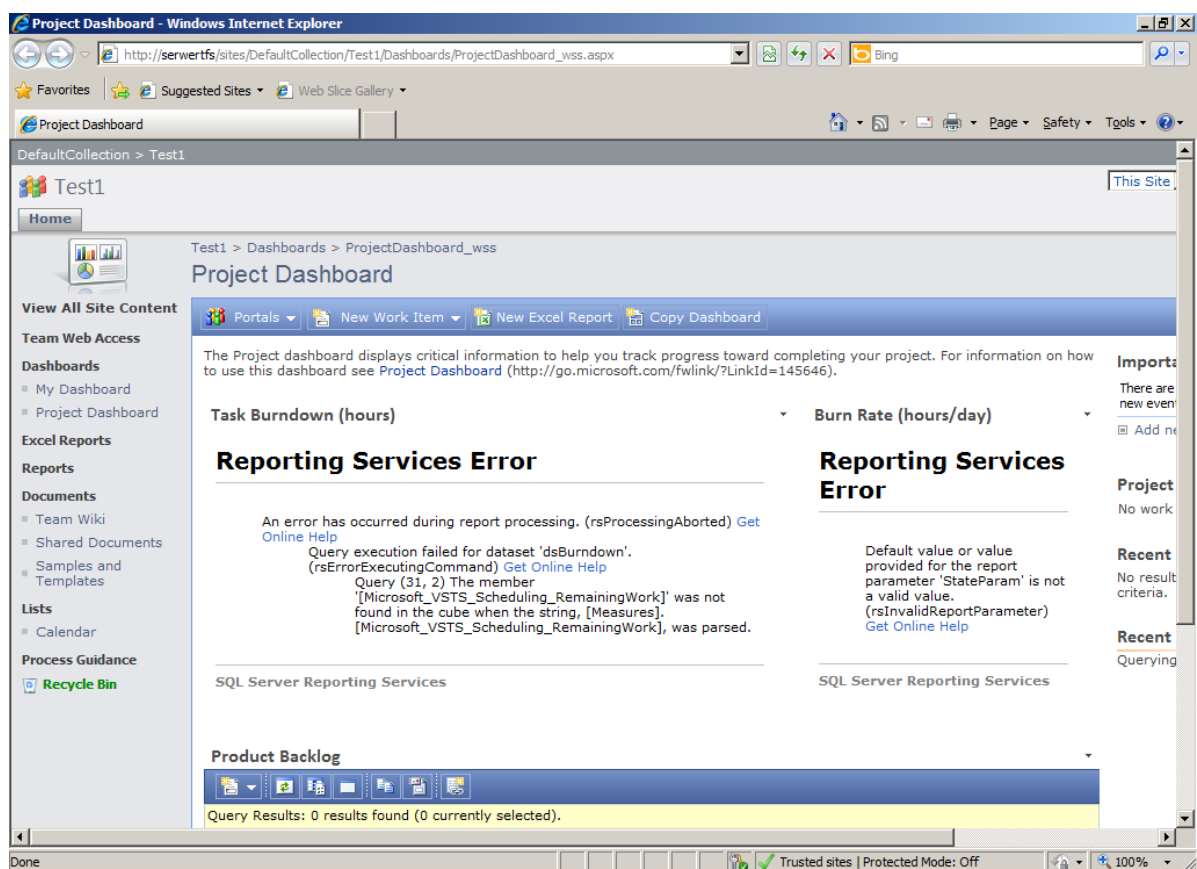 Project Dashboard - Windows Internet Explorer
http://serwertfs/sites/DefaultCollection/Test1/Dashboards/ProjectDashboard_wss.aspx
Bing
Favorites
Suggested Sites
Web Slice Gallery
Project Dashboard
Page
Safety
Tools
DefaultCollection > Test1
Test1
This Site
Home
Test1 > Dashboards > ProjectDashboard_wss
Project Dashboard
View All Site Content
Team Web Access
Dashboards
My Dashboard
Project Dashboard
Excel Reports
Reports
Documents
Team Wiki
Shared Documents
Samples and
Templates
Lists
Calendar
Process Guidance
Recycle Bin
Portals
New Work Item
New Excel Report
Copy Dashboard
The Project dashboard displays critical information to help you track progress toward completing your project. For information on how
to use this dashboard see Project Dashboard (http://go.microsoft.com/fwlink/?LinkId=145646).
Task Burndown (hours)
Reporting Services Error
An error has occurred during report processing. (rsProcessingAborted) Get
Online Help
Query execution failed for dataset 'dsBurndown'.
(rsErrorExecutingCommand) Get Online Help
Query (31, 2) The member
'[Microsoft_VSTS_Scheduling_RemainingWork]' was not
found in the cube when the string, [Measures].
[Microsoft_VSTS_Scheduling_RemainingWork], was parsed.
SQL Server Reporting Services
Burn Rate (hours/day)
Reporting Services
Error
Default value or value
provided for the report
parameter 'StateParam' is not
a valid value.
(rsInvalidReportParameter)
Get Online Help
SQL Server Reporting Services
Importa
There are
new even
Add ne
Project
No work
Recent
No result
criteria.
Recent
Querying
Product Backlog
Query Results: 0 results found (0 currently selected).
Done
Trusted sites | Protected Mode: Off
100%